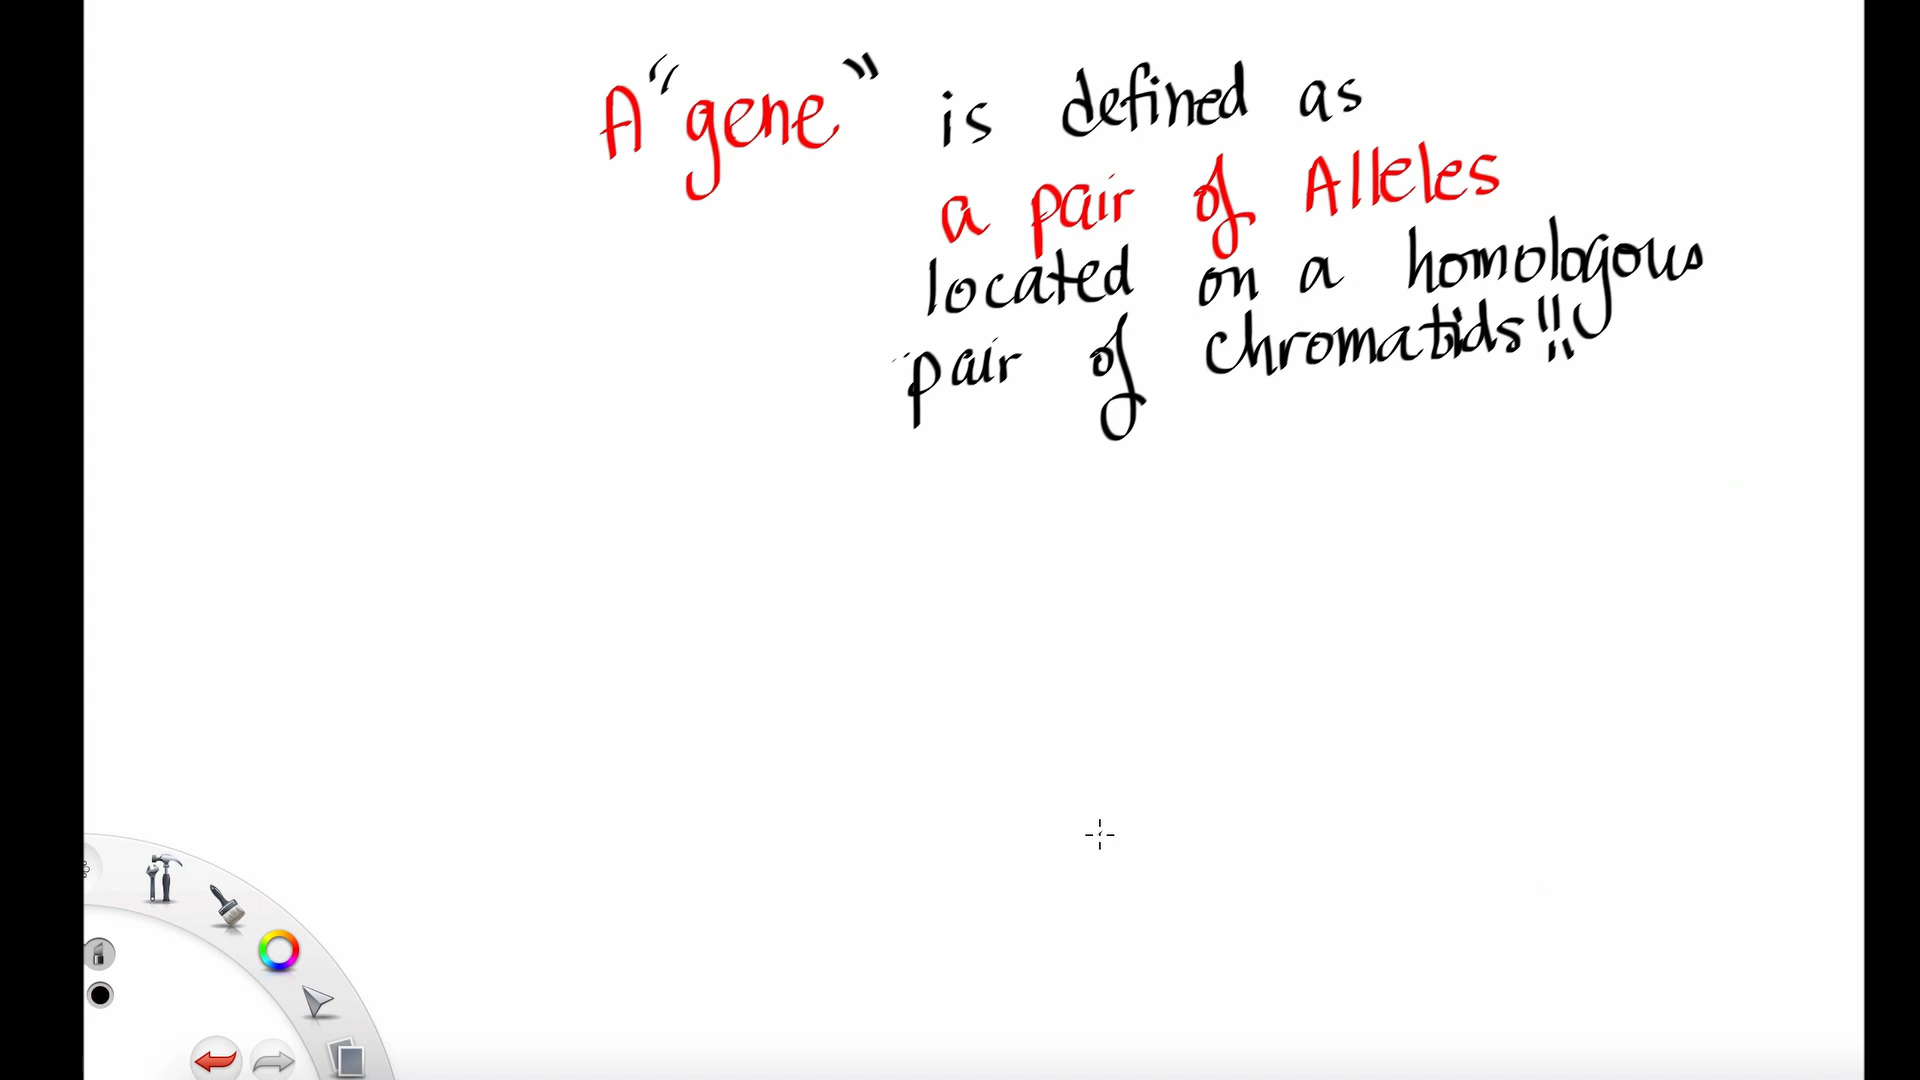 A "gene" is defined as
a pair of Alleles
located on a homologous
pair of chromatids!!